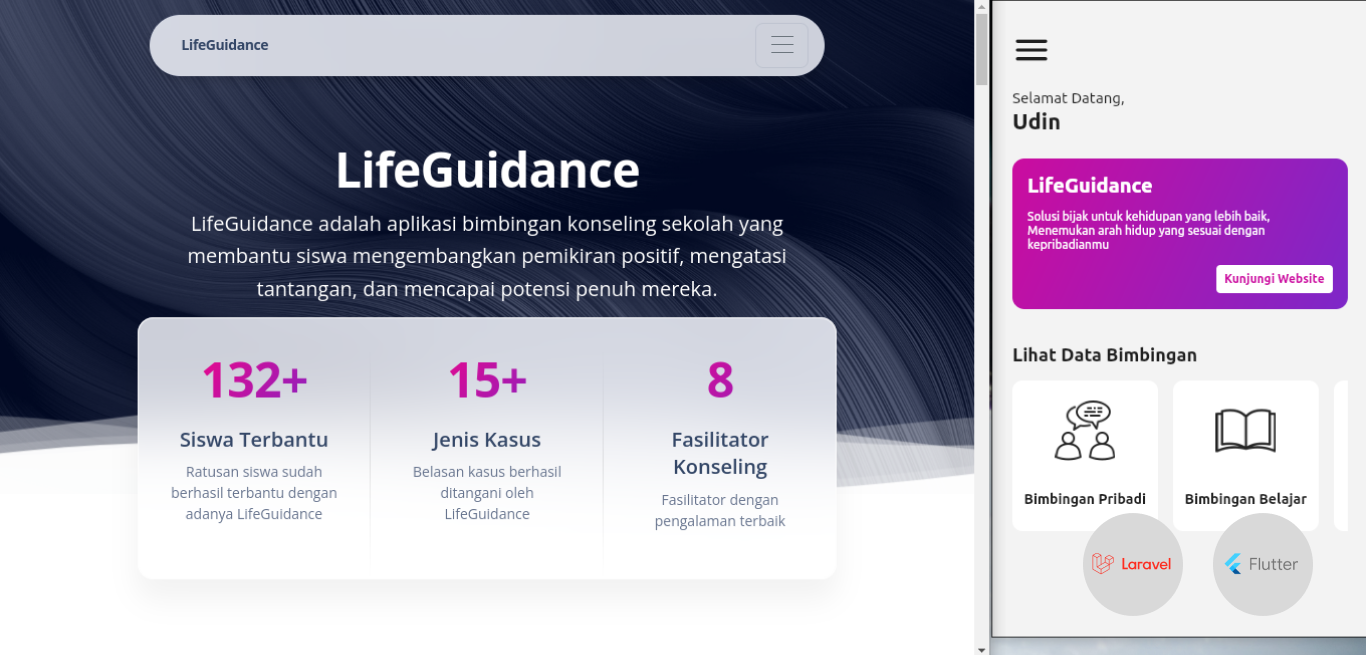 LifeGuidance
LifeGuidance
LifeGuidance adalah aplikasi bimbingan konseling sekolah yang
membantu siswa mengembangkan pemikiran positif, mengatasi
tantangan, dan mencapai potensi penuh mereka.
132+
Siswa Terbantu
Ratusan siswa sudah
berhasil terbantu dengan
adanya LifeGuidance
15+
Jenis Kasus
Belasan kasus berhasil
ditangani oleh
LifeGuidance
8
Fasilitator
Konseling
Fasilitator dengan
pengalaman terbaik
Selamat Datang,
Udin
LifeGuidance
Solusi bijak untuk kehidupan yang lebih baik,
Menemukan arah hidup yang sesuai dengan
kepribadianmu
Kunjungi Website
Lihat Data Bimbingan
Bimbingan Pribadi
Bimbingan Belajar
Laravel
Flutter